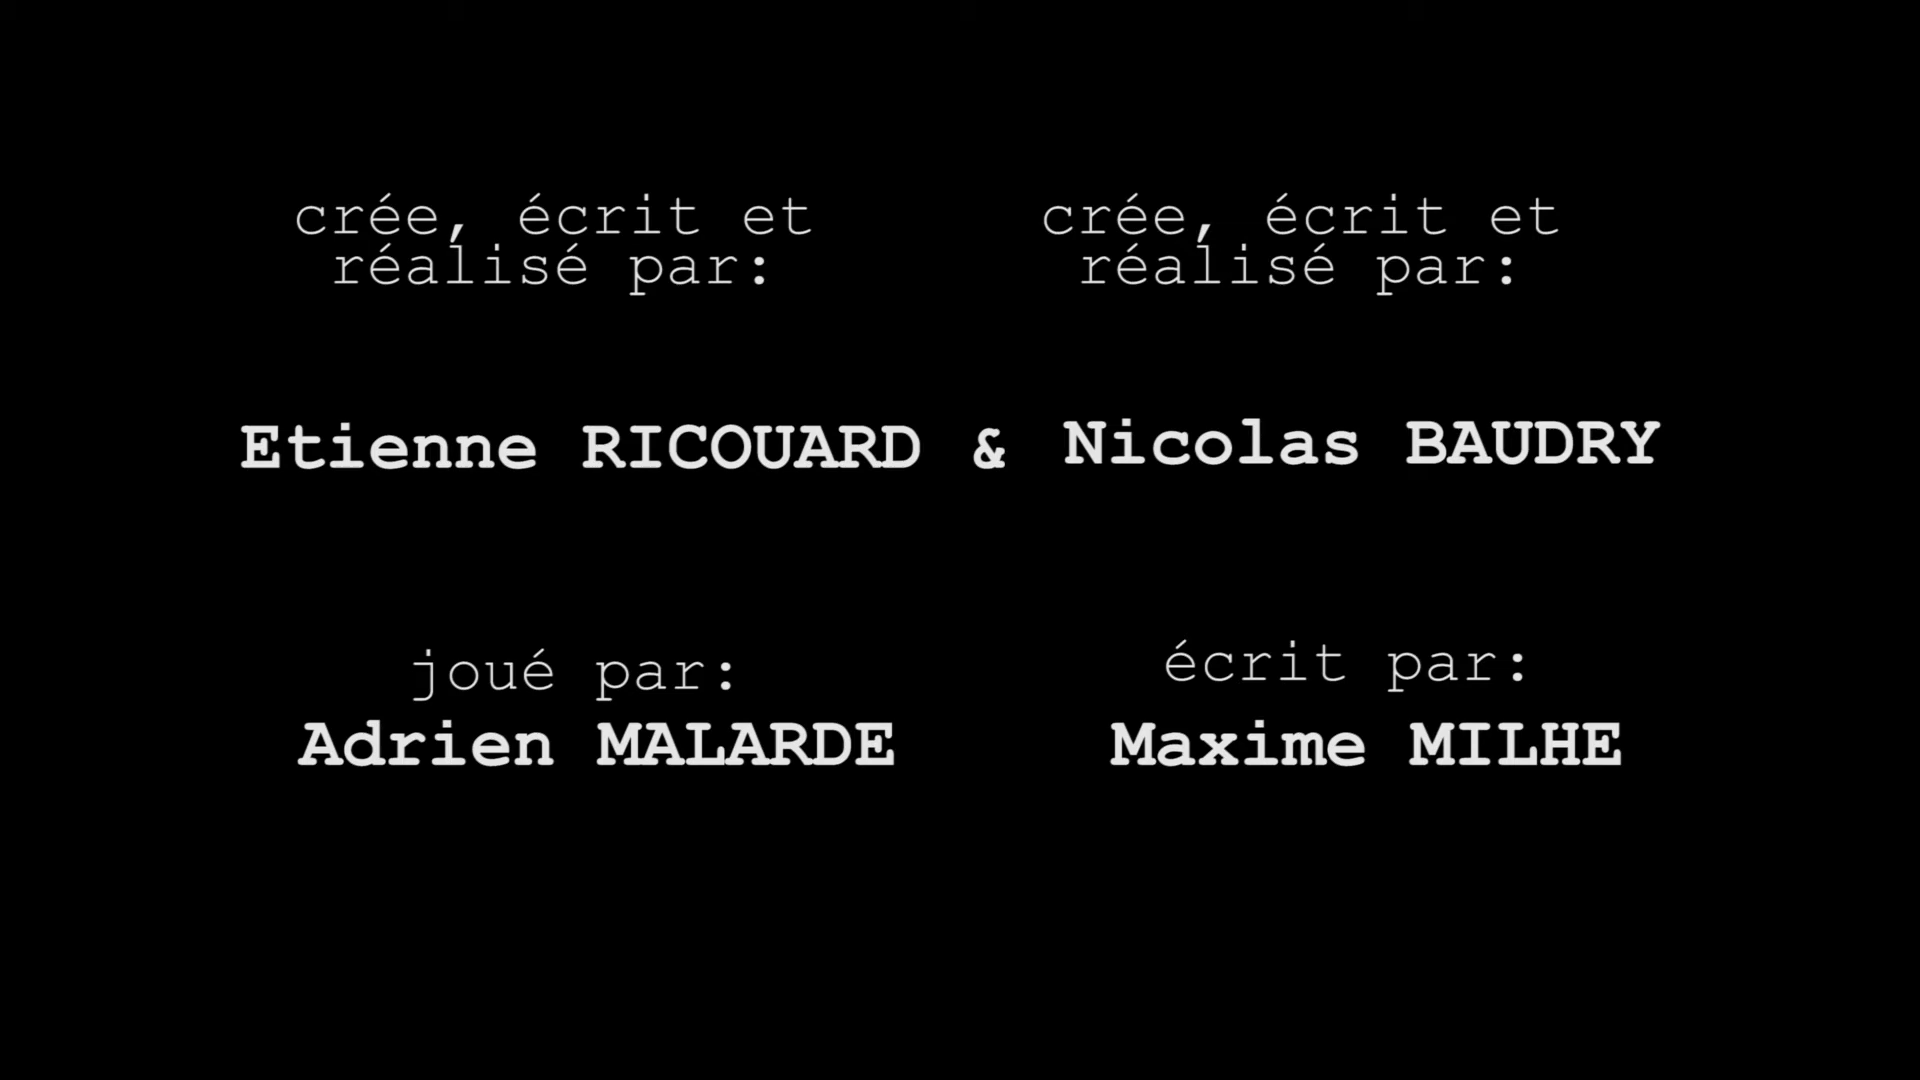 crée, écrit et
réalisé par:
crée, écrit et
réalisé par:
Etienne RICOUARD & Nicolas BAUDRY
joué par:
Adrien MALARDE
écrit par:
Maxime MILHE